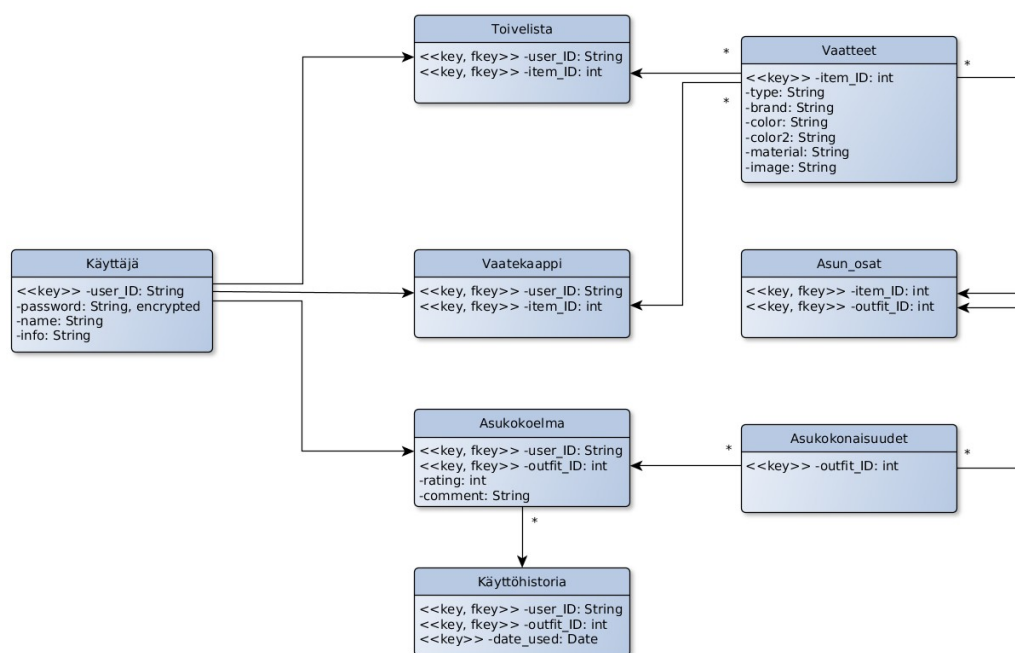 Toivelista
<<key, fkey>> -user_ID: String
<<key, fkey>> -item_ID: int
*
*
Vaatteet
<<key>> -item_ID: int
-type: String
-brand: String
-color: String
-color2: String
-material: String
-image: String
*
Käyttäjä
<<key>> -user_ID: String
-password: String, encrypted
-name: String
-info: String
Vaatekaappi
<<key, fkey>> -user_ID: String
<<key, fkey>> -item_ID: int
Asun_osat
<<key, fkey>> -item_ID: int
<<key, fkey>> -outfit_ID: int
Asukokoelma
<<key, fkey>> -user_ID: String
<<key, fkey>> -outfit_ID: int
-rating: int
-comment: String
*
*
Asukokonaisuudet
<<key>> -outfit_ID: int
*
Käyttöhistoria
<<key, fkey>> -user_ID: String
<<key, fkey>> -outfit_ID: int
<<key>> -date_used: Date